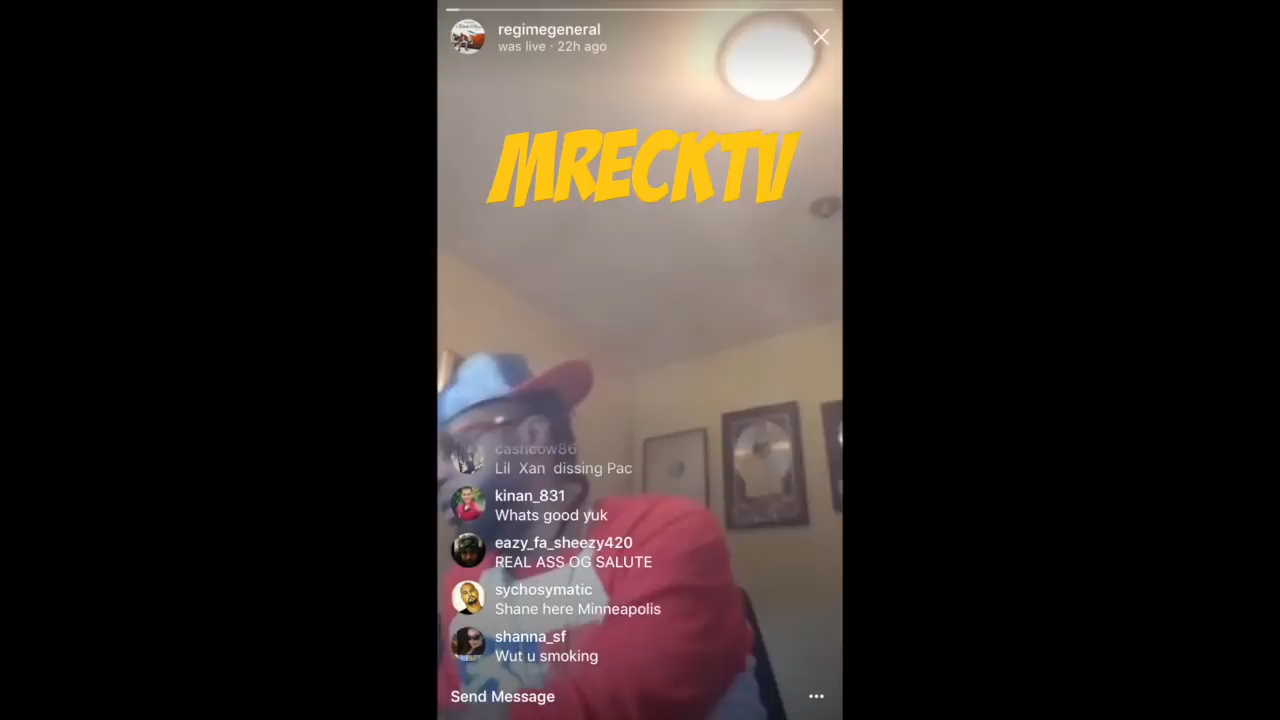 regimegeneral
was live · 22h ago
MRECKTV
cashcow86
Lil Xan dissing Pac
kinan_831
Whats good yuk
eazy_fa_sheezy420
REAL ASS OG SALUTE
sychosymatic
Shane here Minneapolis
shanna_sf
Wut u smoking
Send Message